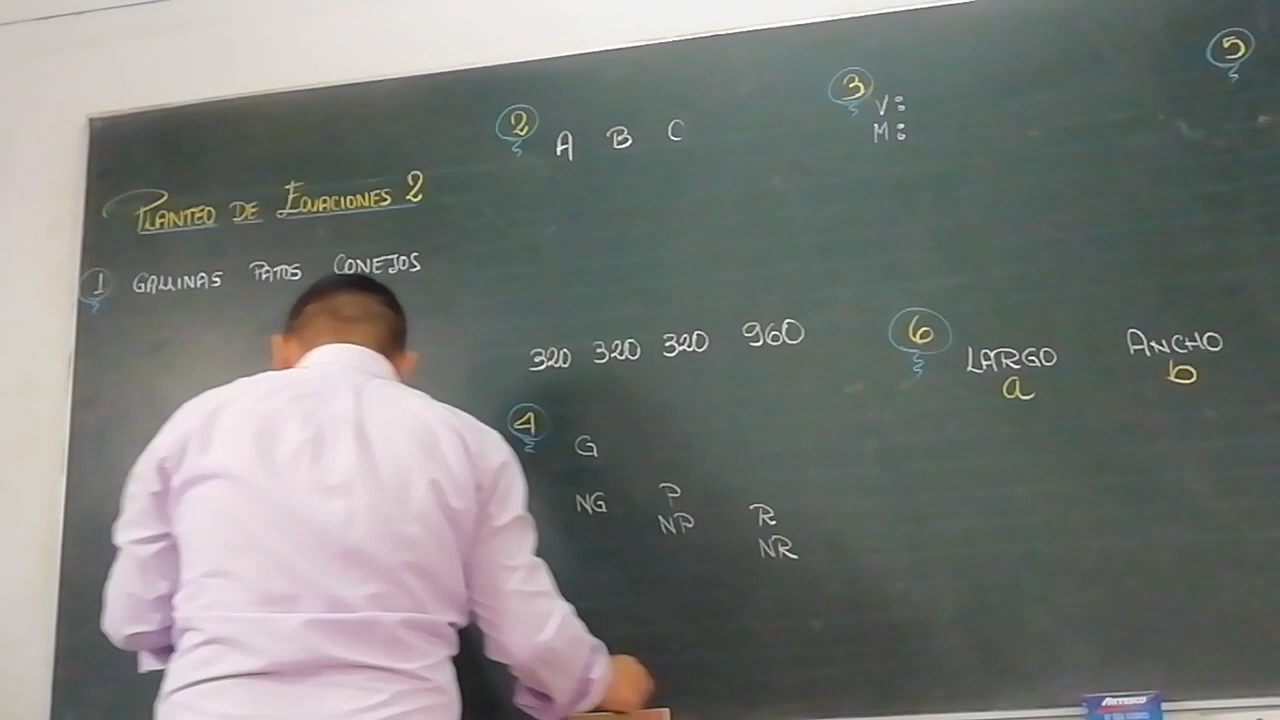 PLANTEO DE ECUACIONES 2
1 GALLINAS PATOS CONEJOS
2 A B C
320 320 320 960
3 V:
M:
4 G
NG P
NP R
NR
5
6 LARGO ANCHO
a b